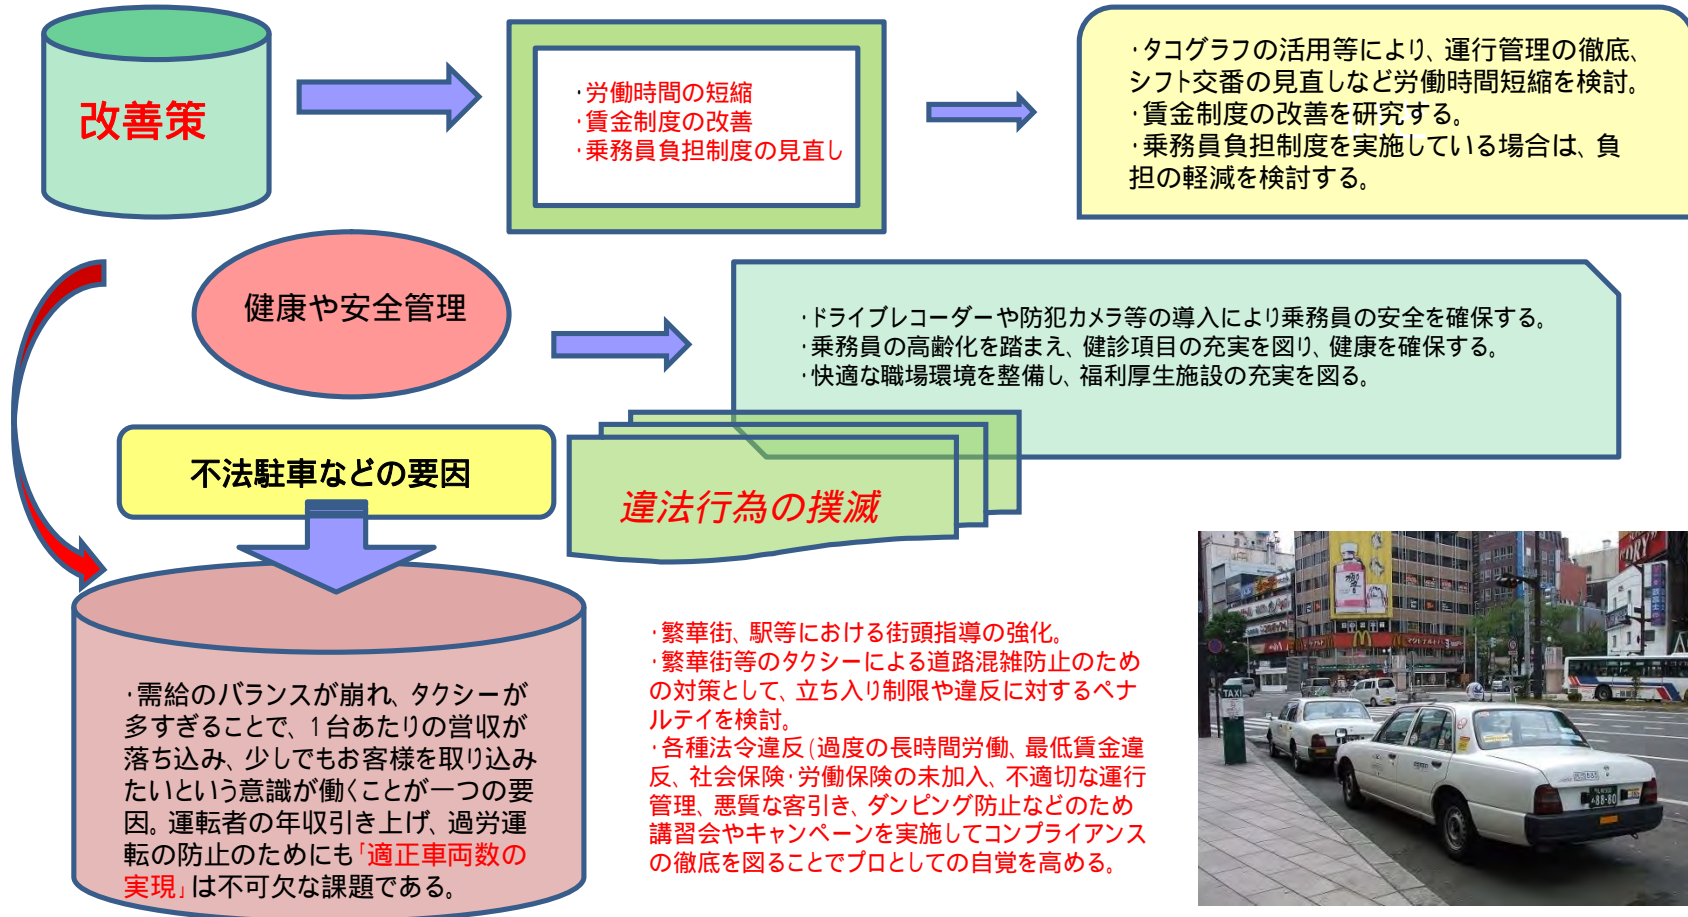 改善策
・労働時間の短縮
・賃金制度の改善
・乗務員負担制度の見直し
・タコグラフの活用等により、運行管理の徹底、
シフト交番の見直しなど労働時間短縮を検討。
・賃金制度の改善を研究する。
・乗務員負担制度を実施している場合は、負
担の軽減を検討する。
健康や安全管理
・ドライブレコーダーや防犯カメラ等の導入により乗務員の安全を確保する。
・乗務員の高齢化を踏まえ、健診項目の充実を図り、健康を確保する。
・快適な職場環境を整備し、福利厚生施設の充実を図る。
不法駐車などの要因
違法行為の撲滅
・需給のバランスが崩れ、タクシーが
多すぎることで、1台あたりの営収が
落ち込み、少しでもお客様を取り込み
たいという意識が働くことが一つの要
因。運転者の年収引き上げ、過労運
転の防止のためにも「適正車両数の
実現」は不可欠な課題である。
・繁華街、駅等における街頭指導の強化。
・繁華街等のタクシーによる道路混雑防止のため
の対策として、立ち入り制限や違反に対するペナ
ルテイを検討。
・各種法令違反(過度の長時間労働、最低賃金違
反、社会保険・労働保険の未加入、不適切な運行
管理、悪質な客引き、ダンピング防止などのため
講習会やキャンペーンを実施してコンプライアンス
の徹底を図ることでプロとしての自覚を高める。
DRY
TAXI
88-80